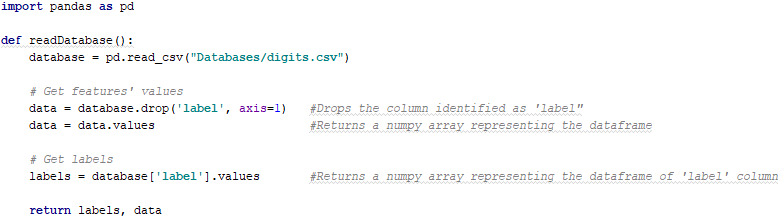 import pandas as pd
def readDatabase():
    database = pd.read_csv("Databases/digits.csv")
    # Get features' values
    data = database.drop('label', axis=1)   #Drops the column identified as 'label"
    data = data.values                      #Returns a numpy array representing the dataframe
    # Get labels
    labels = database['label'].values       #Returns a numpy array representing the dataframe of 'label' column
    return labels, data